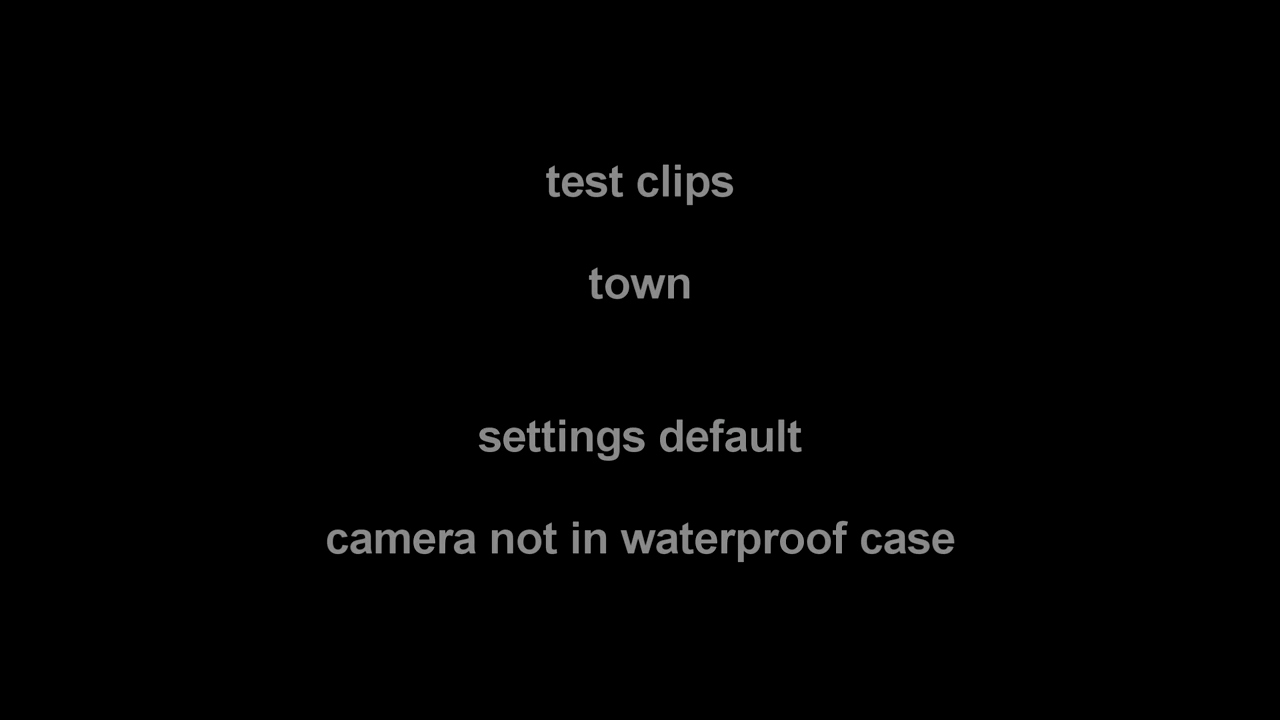 test clips
town
settings default
camera not in waterproof case